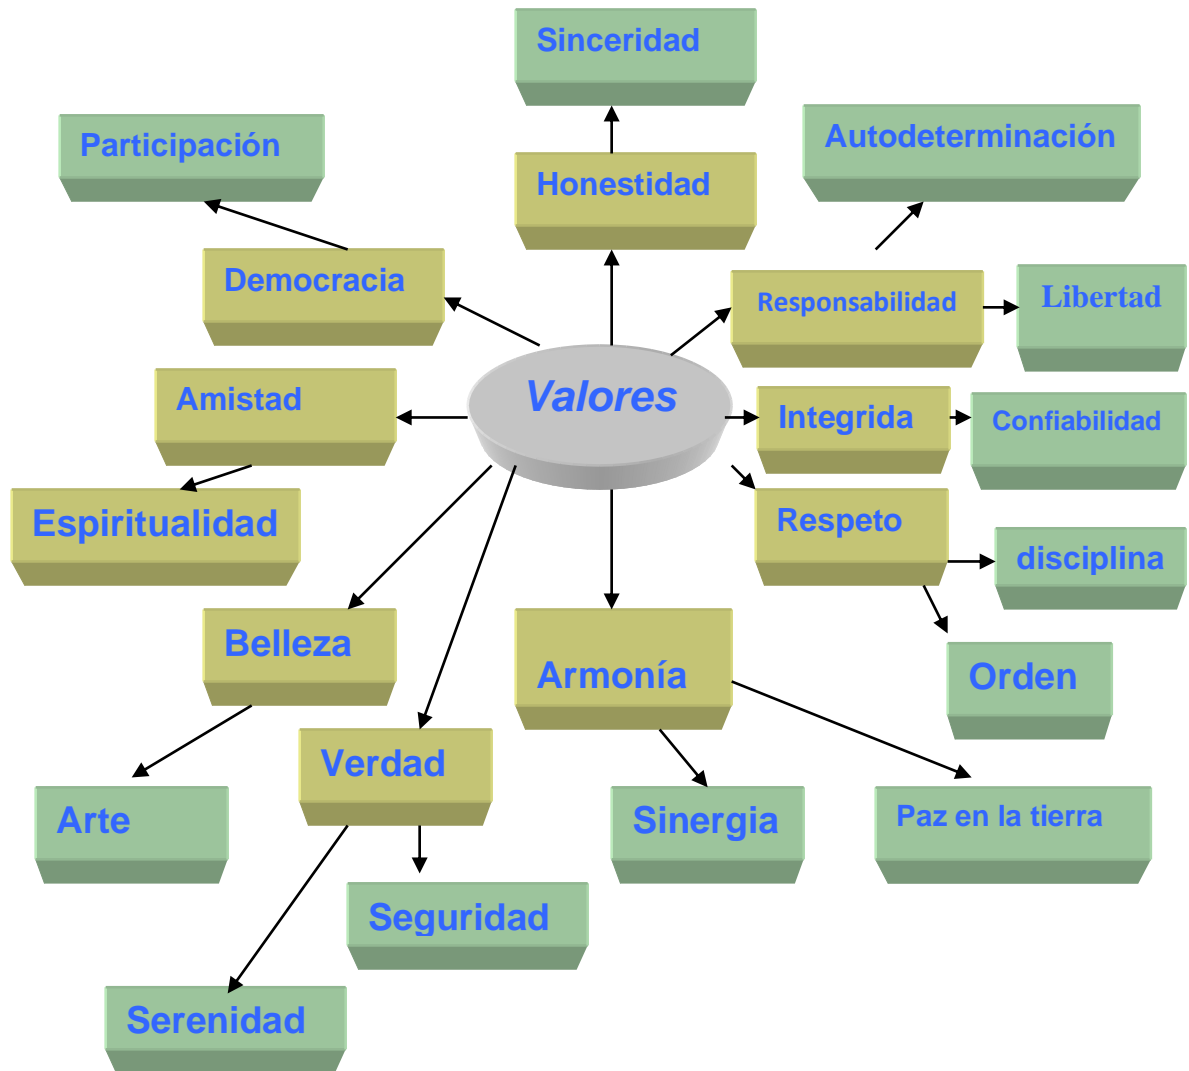 Sinceridad
Participación
Autodeterminación
Honestidad
Democracia
Responsabilidad
Libertad
Valores
Amistad
Integrida
Confiabilidad
Espiritualidad
Respeto
disciplina
Belleza
Armonía
Orden
Verdad
Arte
Sinergia
Paz en la tierra
Seguridad
Serenidad